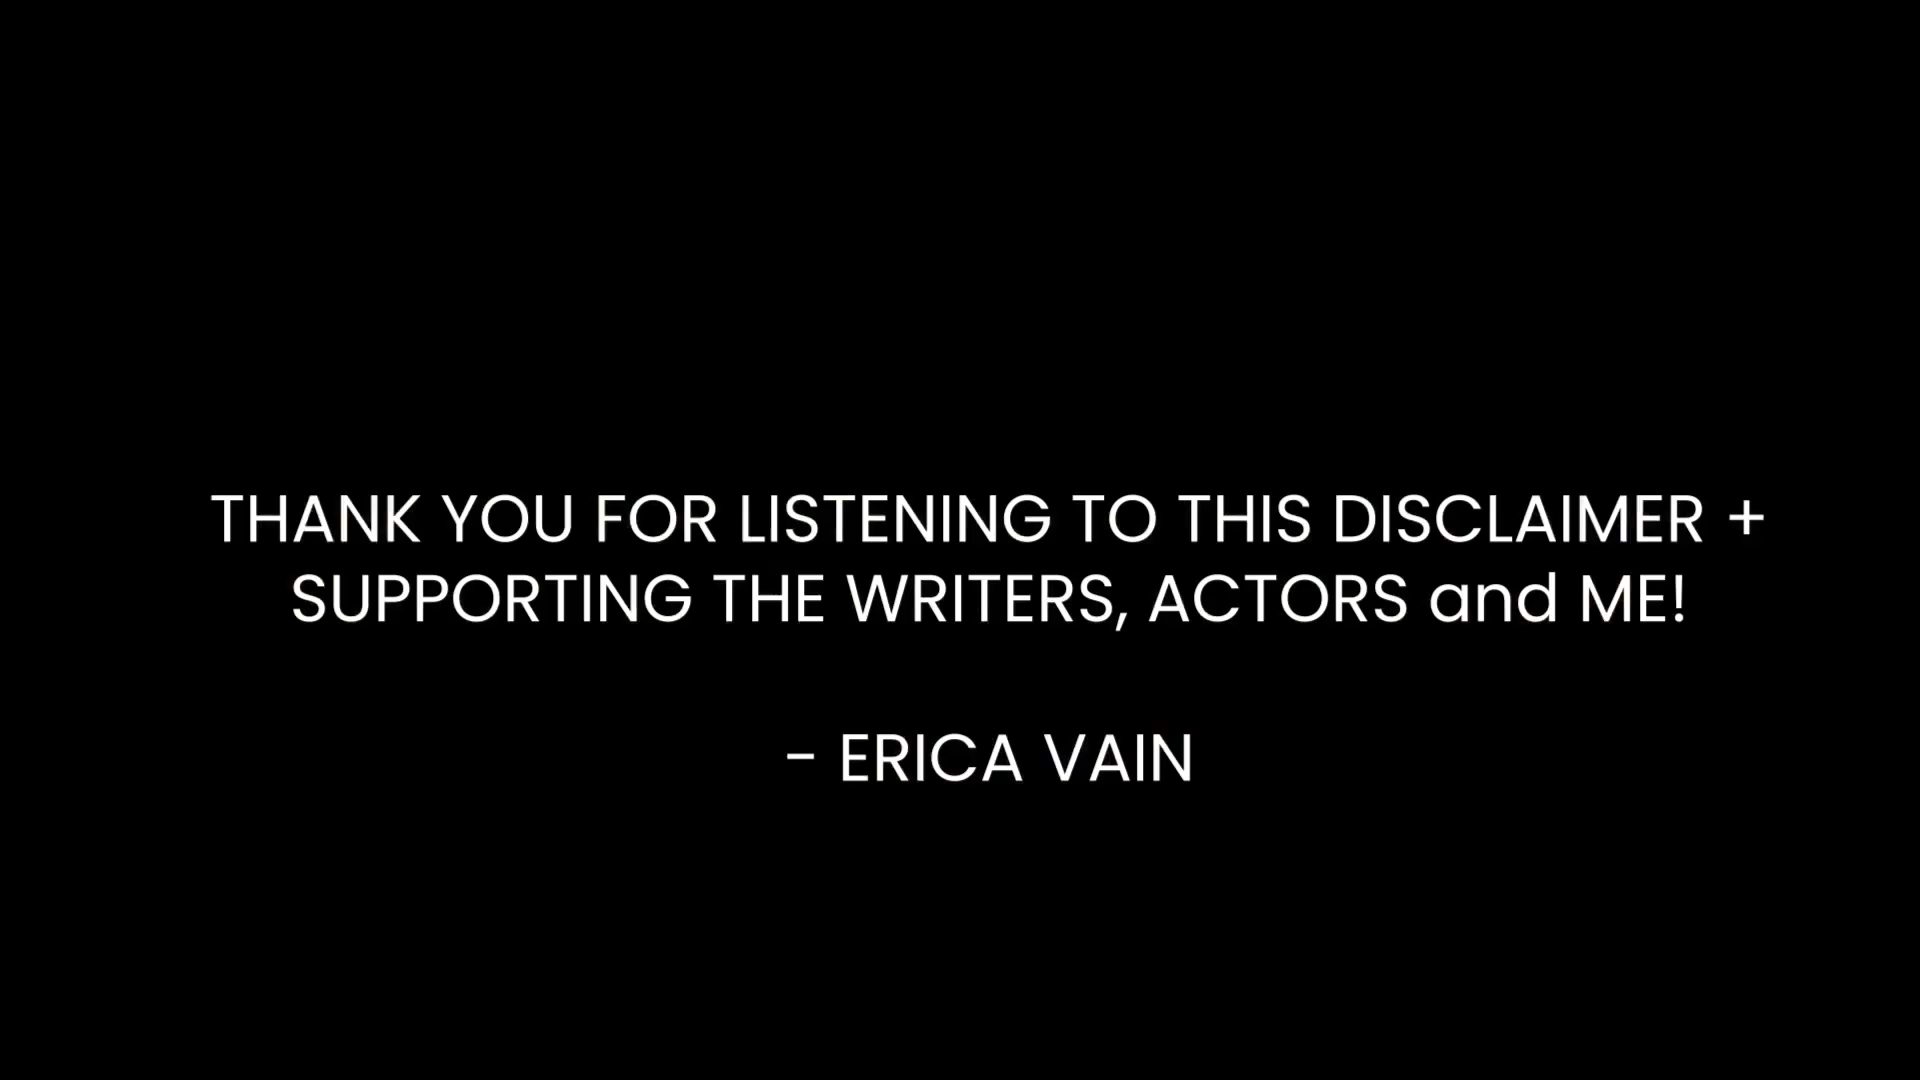 THANK YOU FOR LISTENING TO THIS DISCLAIMER +
SUPPORTING THE WRITERS, ACTORS and ME!
- ERICA VAIN